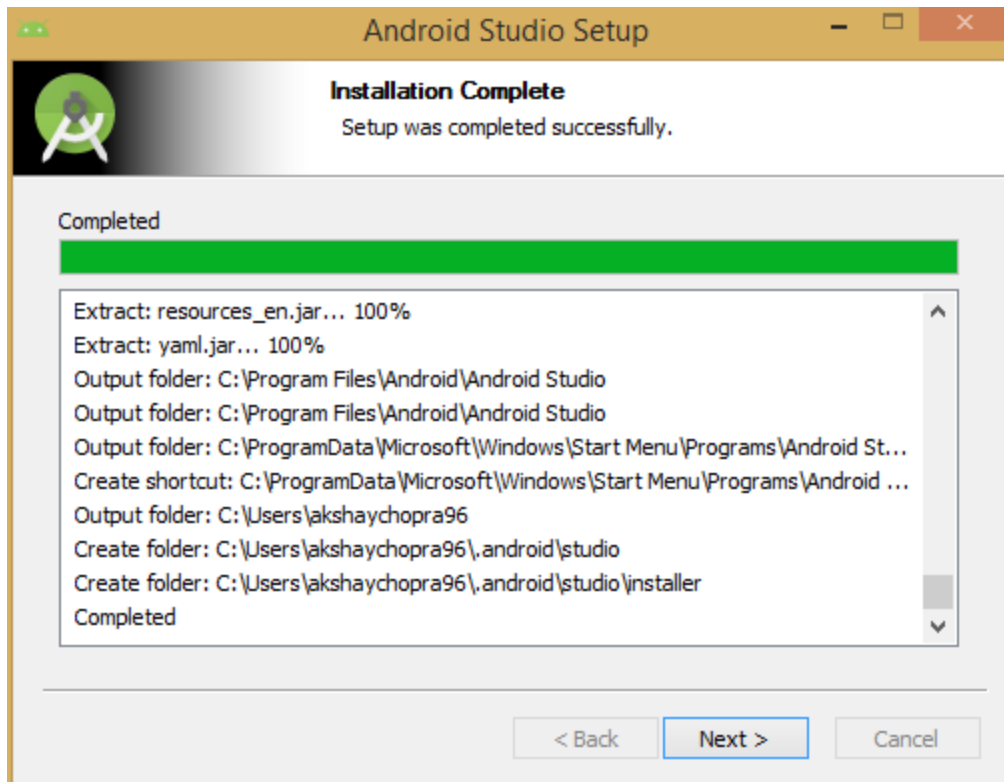 Android Studio Setup
Installation Complete
Setup was completed successfully.
Completed
Extract: resources_en.jar... 100%
Extract: yaml.jar... 100%
Output folder: C:\Program Files\Android\Android Studio
Output folder: C:\Program Files\Android\Android Studio
Output folder: C:\ProgramData\Microsoft\Windows\Start Menu\Programs\Android St...
Create shortcut: C:\ProgramData\Microsoft\Windows\Start Menu\Programs\Android ...
Output folder: C:\Users\akshaychopra96
Create folder: C:\Users\akshaychopra96\.android\studio
Create folder: C:\Users\akshaychopra96\.android\studio\installer
Completed
< Back Next > Cancel